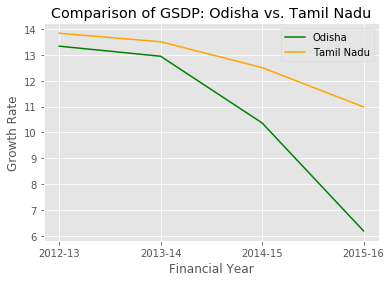 Comparison of GSDP: Odisha vs. Tamil Nadu
Odisha
Tamil Nadu
Growth Rate
14
13
12
11
10
9
8
7
6
2012-13
2013-14
2014-15
2015-16
Financial Year